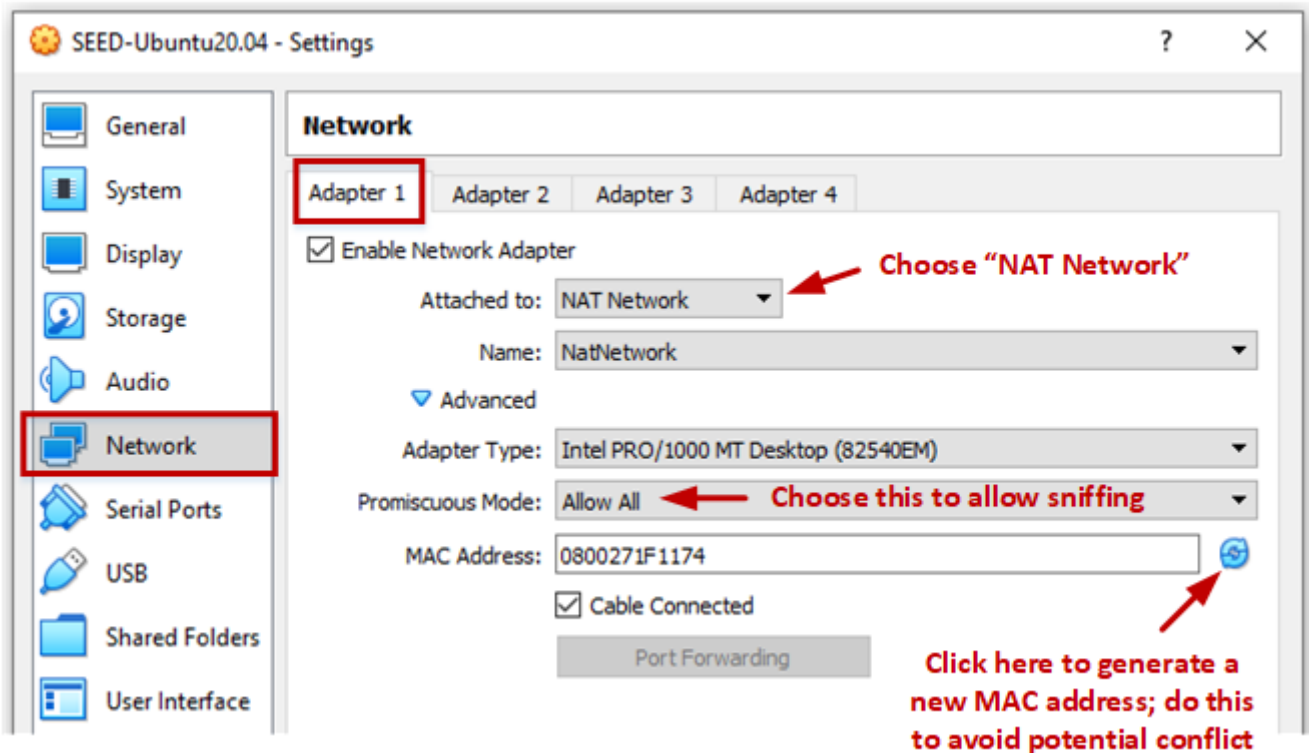 SEED-Ubuntu20.04 - Settings ? ×
General
System
Display
Storage
Audio
Network
Serial Ports
USB
Shared Folders
User Interface
Network
Adapter 1 Adapter 2 Adapter 3 Adapter 4
Enable Network Adapter
Choose “NAT Network”
Attached to: NAT Network
Name: NatNetwork
Advanced
Adapter Type: Intel PRO/1000 MT Desktop (82540EM)
Promiscuous Mode: Allow All Choose this to allow sniffing
MAC Address: 0800271F1174
Cable Connected
Port Forwarding
Click here to generate a
new MAC address; do this
to avoid potential conflict